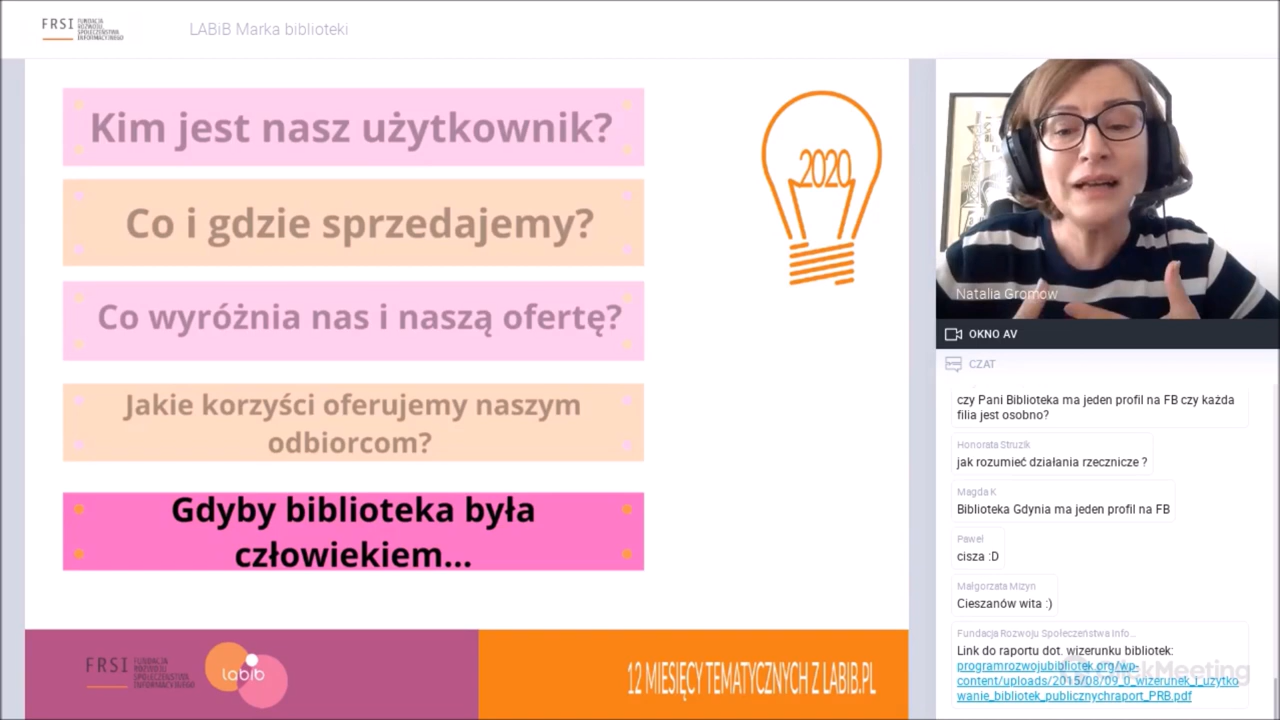 FRSI FUNDACJA ROZWOJU SPOŁECZEŃSTWA INFORMACYJNEGO
LABiB Marka biblioteki
Kim jest nasz użytkownik?
Co i gdzie sprzedajemy?
Co wyróżnia nas i naszą ofertę?
Jakie korzyści oferujemy naszym
odbiorcom?
Gdyby biblioteka była
człowiekiem...
2020
FRSI FUNDACJA ROZWOJU SPOŁECZEŃSTWA INFORMACYJNEGO
labib
12 MIESIĘCY TEMATYCZNYCH Z LABIB.PL
Natalia Gromow
OKNO AV
CZAT
czy Pani Biblioteka ma jeden profil na FB czy każda
filia jest osobno?
Honorata Struzik
jak rozumieć działania rzecznicze ?
Magda K
Biblioteka Gdynia ma jeden profil na FB
Paweł
cisza :D
Małgorzata Mizyn
Cieszanów wita :)
Fundacja Rozwoju Społeczeństwa Info...
Link do raportu dot. wizerunku bibliotek:
programrozwojubibliotek.org/wp-
content/uploads/2015/08/09_0_wizerunek_i_uzytko
wanie_bibliotek_publicznychraport_PRB.pdf
ClickMeeting